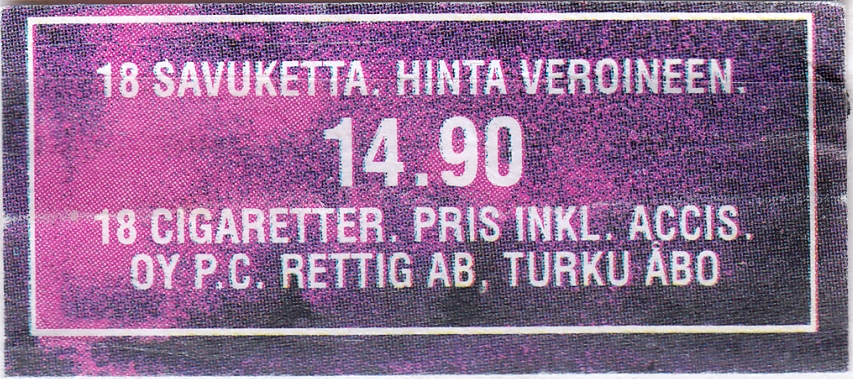 18 SAVUKETTA. HINTA VEROINEEN.
14.90
18 CIGARETTER. PRIS INKL. ACCIS.
OY P.C. RETTIG AB, TURKU ÅBO